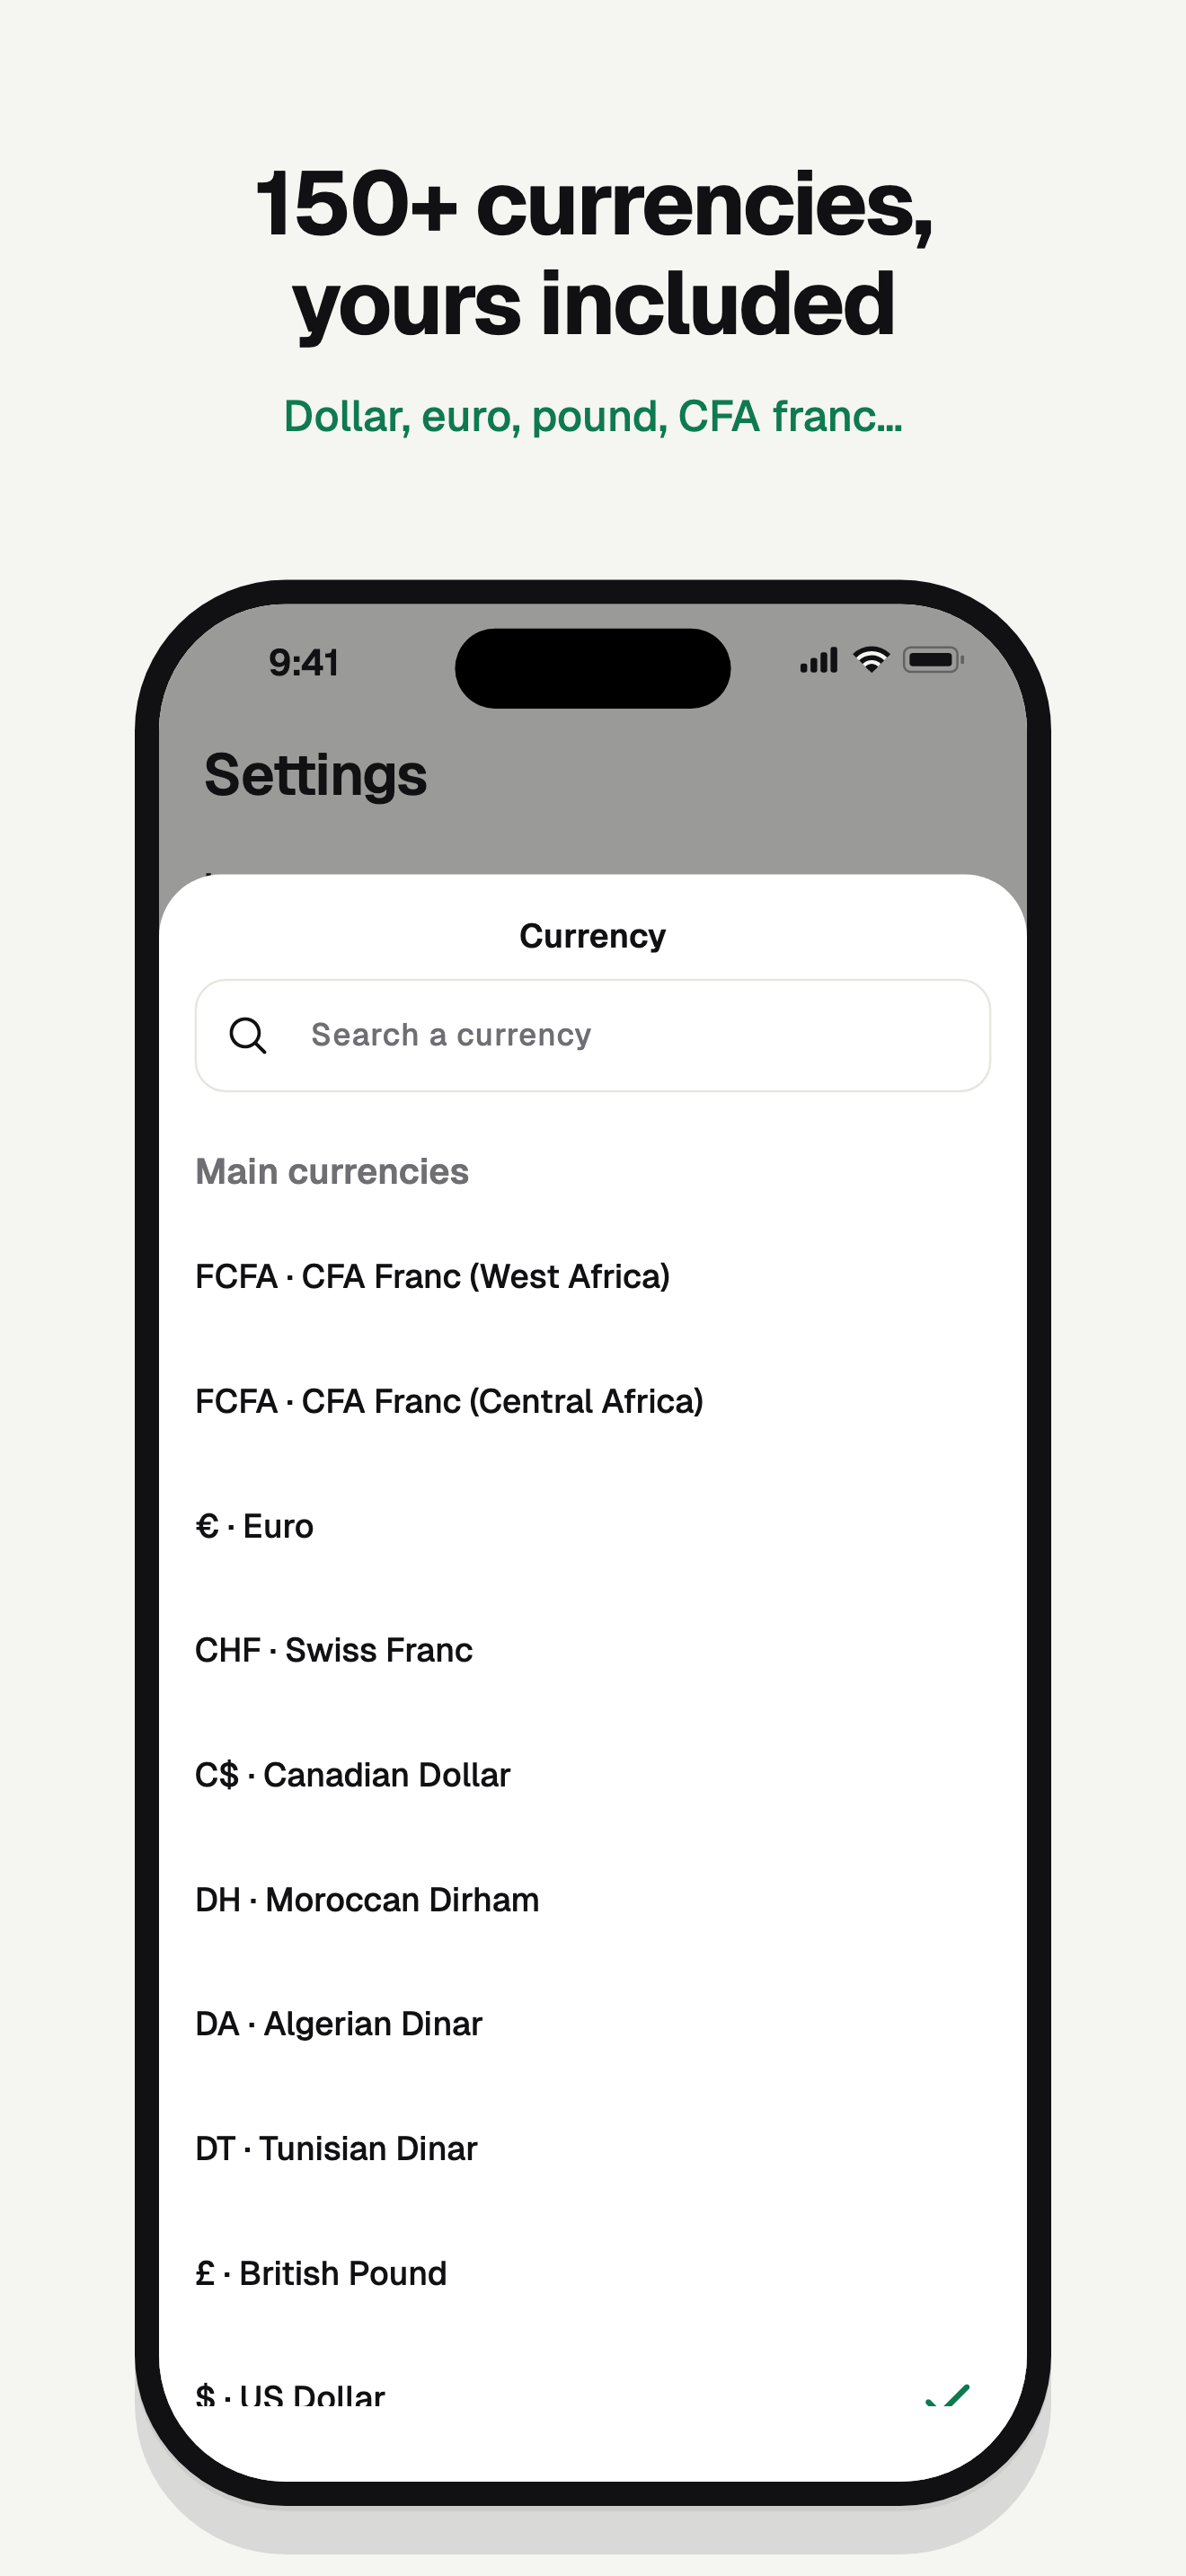 150+ currencies,
yours included
Dollar, euro, pound, CFA franc...
9:41
Settings
Currency
Search a currency
Main currencies
FCFA · CFA Franc (West Africa)
FCFA · CFA Franc (Central Africa)
€ · Euro
CHF · Swiss Franc
C$ · Canadian Dollar
DH · Moroccan Dirham
DA · Algerian Dinar
DT · Tunisian Dinar
£ · British Pound
$ · US Dollar